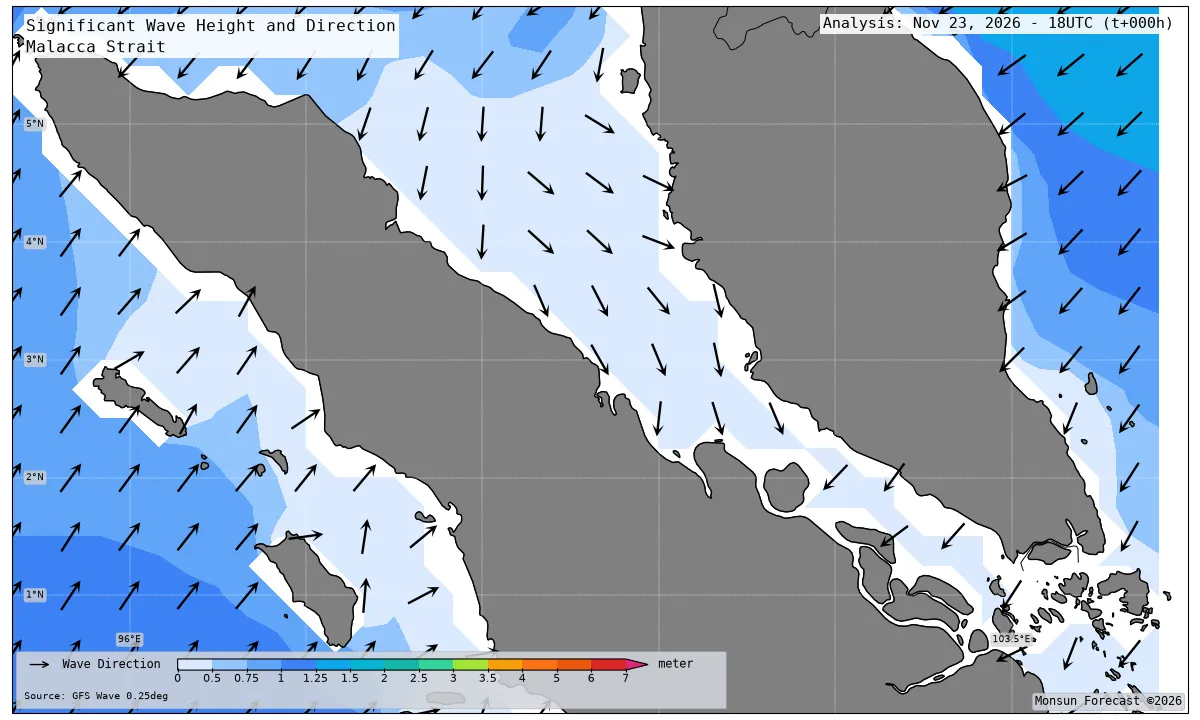 Significant Wave Height and Direction
Malacca Strait
Analysis: Nov 23, 2026 - 18UTC (t+000h)
5°N
4°N
3°N
2°N
1°N
96°E
103.5°E
Wave Direction
meter
0 0.5 0.75 1 1.25 1.5 2 2.5 3 3.5 4 5 6 7
Source: GFS Wave 0.25deg
Monsun Forecast ©2026